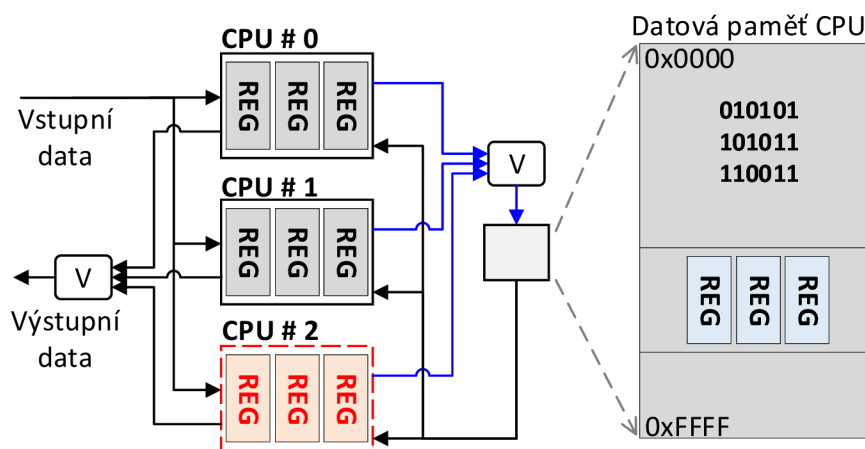 Datová paměť CPU
CPU # 0
0x0000
REG
REG
REG
Vstupní
data
010101
101011
110011
V
CPU # 1
REG
REG
REG
V
Výstupní
data
REG
REG
REG
CPU # 2
REG
REG
REG
0xFFFF